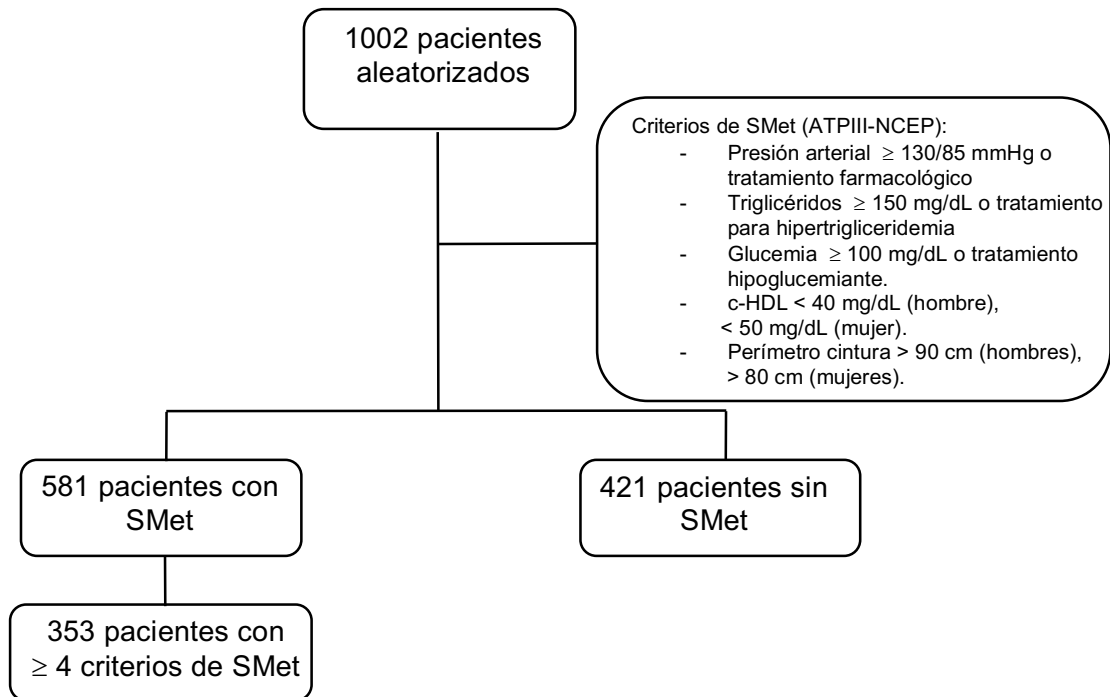 1002 pacientes
aleatorizados
Criterios de SMet (ATPIII-NCEP):
- Presión arterial ≥ 130/85 mmHg o
tratamiento farmacológico
- Triglicéridos ≥ 150 mg/dL o tratamiento
para hipertrigliceridemia
- Glucemia ≥ 100 mg/dL o tratamiento
hipoglucemiante.
- c-HDL < 40 mg/dL (hombre),
< 50 mg/dL (mujer).
- Perímetro cintura > 90 cm (hombres),
> 80 cm (mujeres).
581 pacientes con
SMet
421 pacientes sin
SMet
353 pacientes con
≥ 4 criterios de SMet